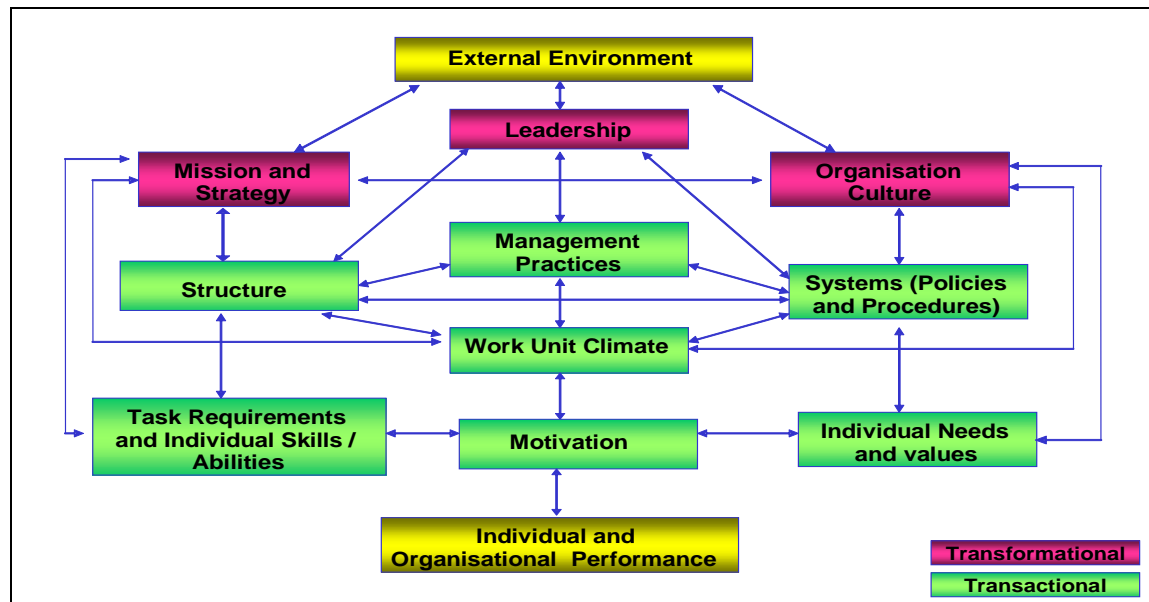 External Environment
Leadership
Mission and
Strategy
Organisation
Culture
Management
Practices
Structure
Systems (Policies
and Procedures)
Work Unit Climate
Task Requirements
and Individual Skills /
Abilities
Motivation
Individual Needs
and values
Individual and
Organisational Performance
Transformational
Transactional